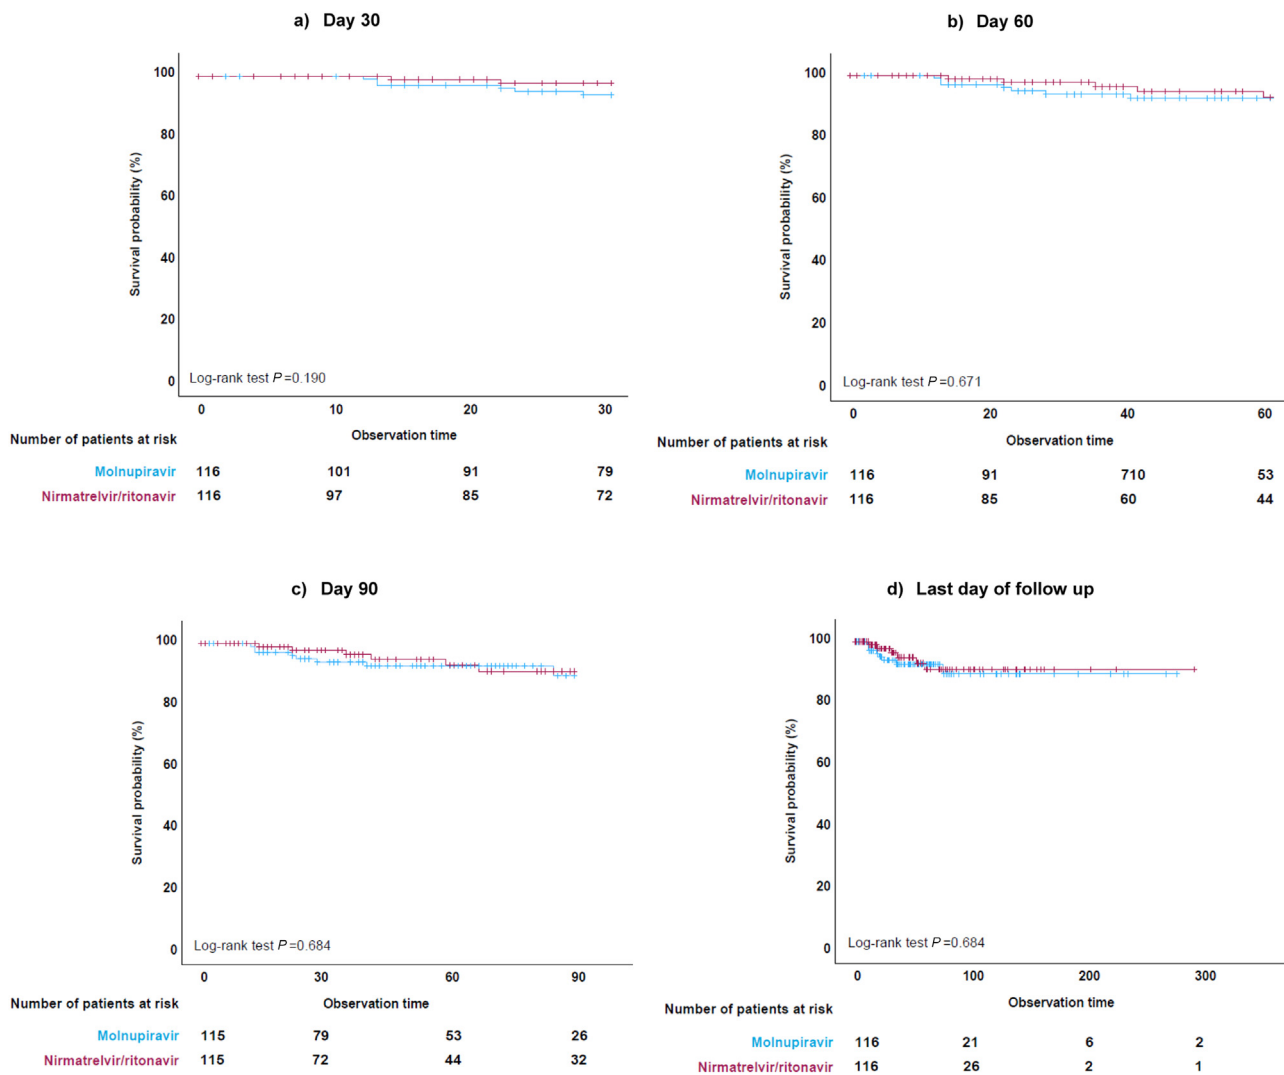 a) Day 30
Survival probability (%)
100
80
60
40
20
0
Log-rank test P=0.190
0 10 20 30
Observation time
Number of patients at risk
Molnupiravir 116 101 91 79
Nirmatrelvir/ritonavir 116 97 85 72
b) Day 60
Survival probability (%)
100
80
60
40
20
0
Log-rank test P=0.671
0 20 40 60
Observation time
Number of patients at risk
Molnupiravir 116 91 710 53
Nirmatrelvir/ritonavir 116 85 60 44
c) Day 90
Survival probability (%)
100
80
60
40
20
0
Log-rank test P=0.684
0 30 60 90
Observation time
Number of patients at risk
Molnupiravir 115 79 53 26
Nirmatrelvir/ritonavir 115 72 44 32
d) Last day of follow up
Survival probability (%)
100
80
60
40
20
0
Log-rank test P=0.684
0 100 200 300
Observation time
Number of patients at risk
Molnupiravir 116 21 6 2
Nirmatrelvir/ritonavir 116 26 2 1